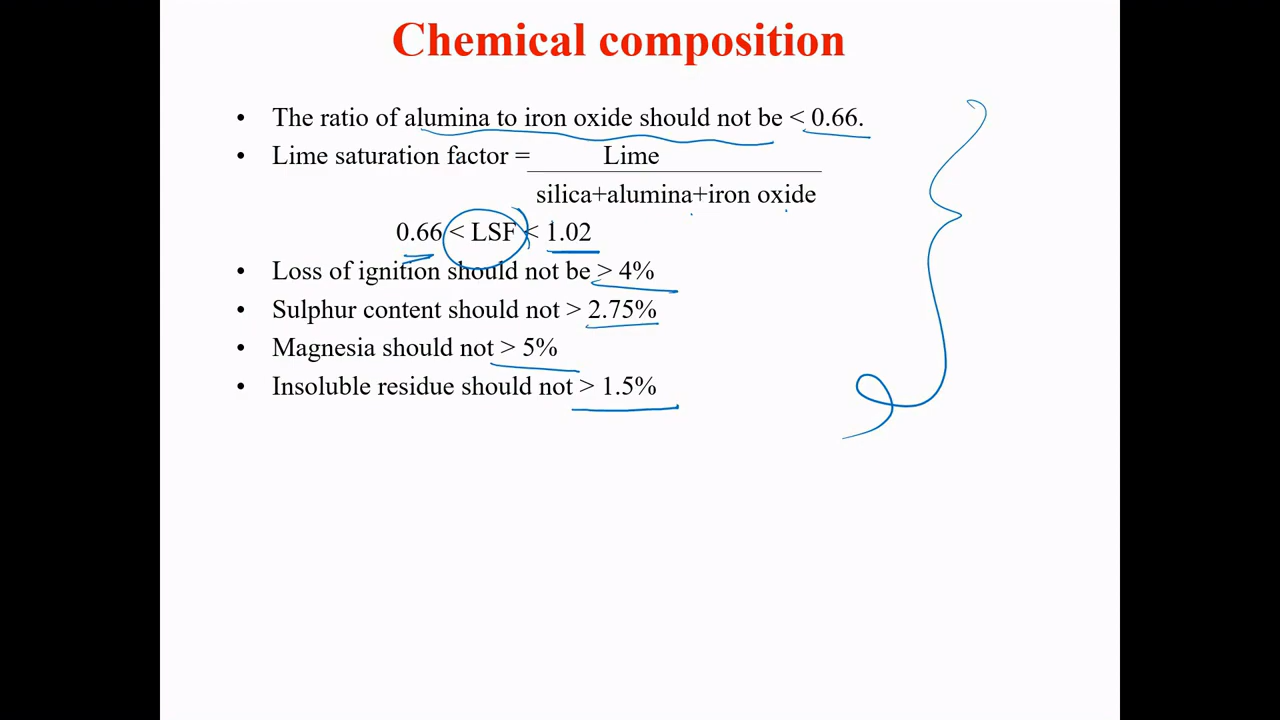 Chemical composition
• The ratio of alumina to iron oxide should not be < 0.66.
• Lime saturation factor = Lime
silica+alumina+iron oxide
0.66 < LSF < 1.02
• Loss of ignition should not be > 4%
• Sulphur content should not > 2.75%
• Magnesia should not > 5%
• Insoluble residue should not > 1.5%